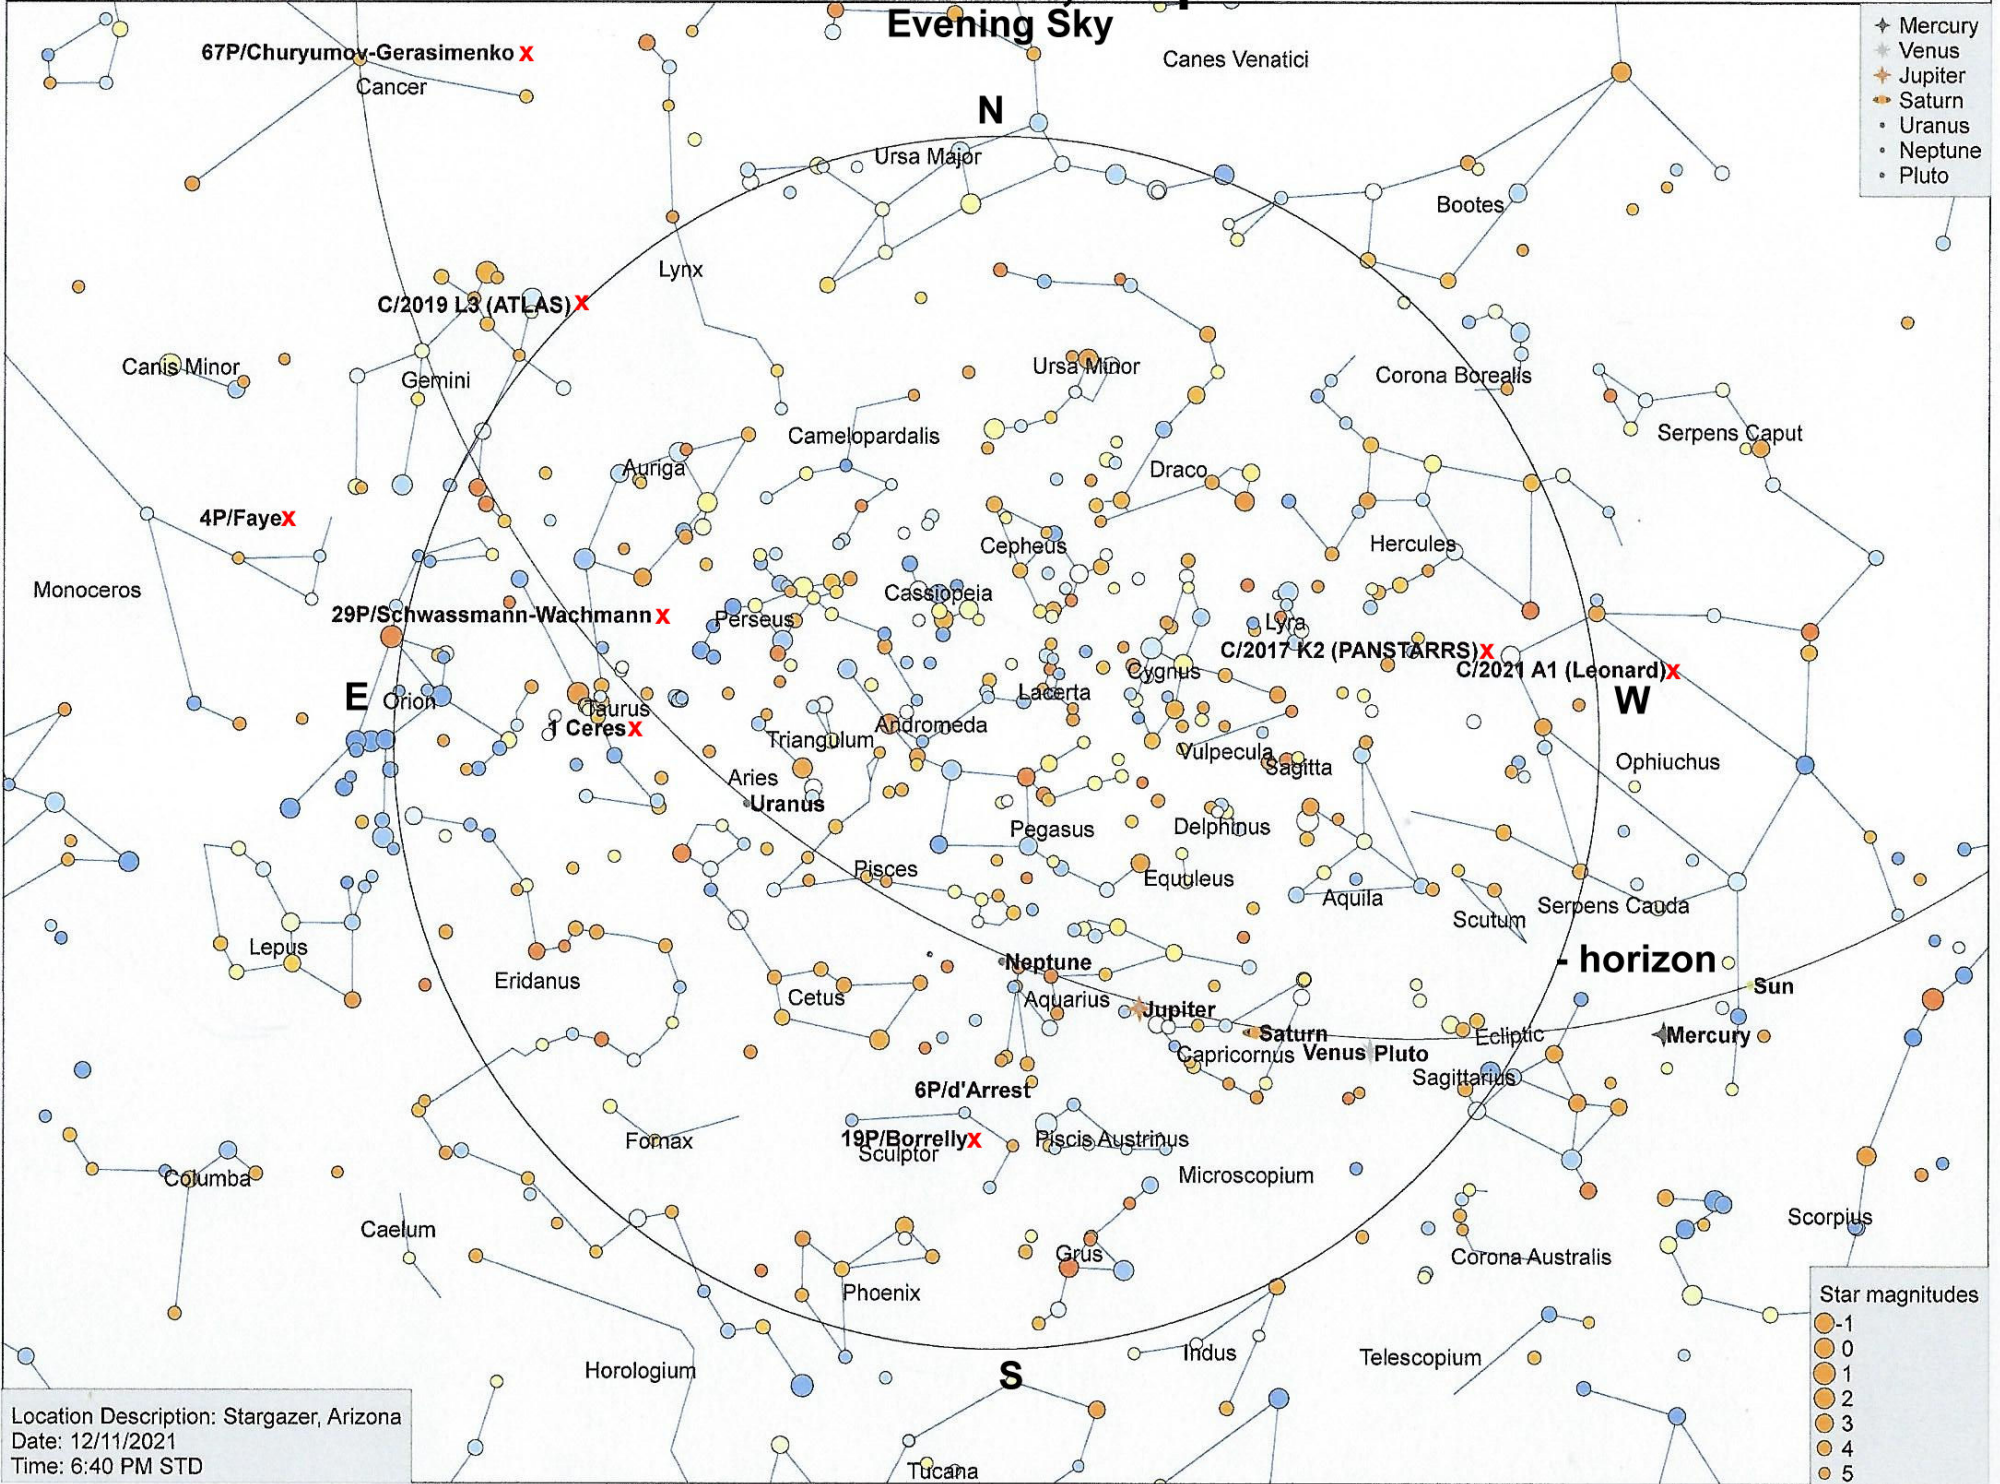 Evening Sky
67P/Churyumov-Gerasimenko x
Cancer
Canes Venatici
Mercury
Venus
Jupiter
Saturn
Uranus
Neptune
Pluto
N
Ursa Major
Bootes
Lynx
C/2019 L3 (ATLAS) x
Canis Minor
Gemini
Ursa Minor
Corona Borealis
Camelopardalis
Serpens Caput
Auriga
Draco
4P/Faye x
Cepheus
Hercules
Monoceros
Cassiopeia
29P/Schwassmann-Wachmann x
Perseus
Lyra
C/2017 K2 (PANSTARRS) x
C/2021 A1 (Leonard) x
Cygnus
E
Orion
Taurus
Lacerta
W
1 Ceres x
Andromeda
Triangulum
Vulpecula
Sagitta
Ophiuchus
Aries
Uranus
Pegasus
Delphinus
Pisces
Equuleus
Aquila
Scutum
Serpens Cauda
Lepus
Neptune
- horizon
Eridanus
Cetus
Aquarius
Jupiter
Sun
Saturn
Ecliptic
Mercury
Capricornus
Venus
Pluto
Sagittarius
6P/d'Arrest
19P/Borrelly x
Sculptor
Fornax
Piscis Austrinus
Columba
Microscopium
Caelum
Scorpius
Grus
Corona Australis
Phoenix
Star magnitudes
-1
0
1
2
3
4
5
Horologium
S
Indus
Telescopium
Location Description: Stargazer, Arizona
Date: 12/11/2021
Time: 6:40 PM STD
Tucana